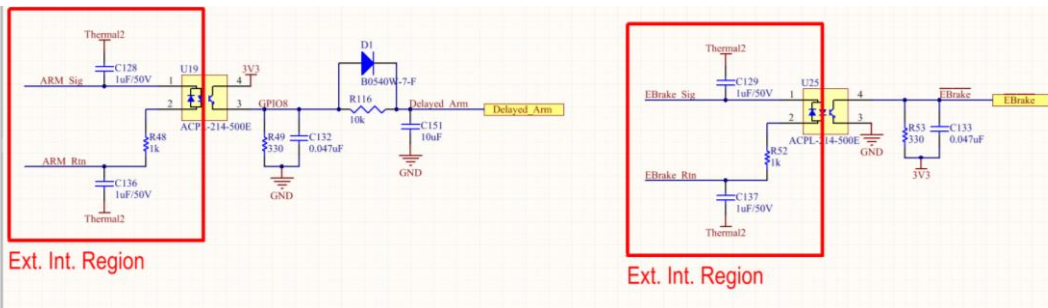 Thermal2
C128
1uF/50V
ARM_Sig
U19
1
4
3V3
2
3
ACPL-214-500E
R48
1k
ARM_Rtn
C136
1uF/50V
Thermal2
GPIO8
R49
330
C132
0.047uF
GND
D1
B0540W-7-F
R116
10k
Delayed_Arm
Delayed_Arm
C151
10uF
GND
Ext. Int. Region
Thermal2
C129
1uF/50V
EBrake_Sig
U25
1
4
2
3
ACPL-214-500E
GND
R52
1k
EBrake_Rtn
C137
1uF/50V
Thermal2
EBrake
EBrake
R53
330
C133
0.047uF
3V3
Ext. Int. Region